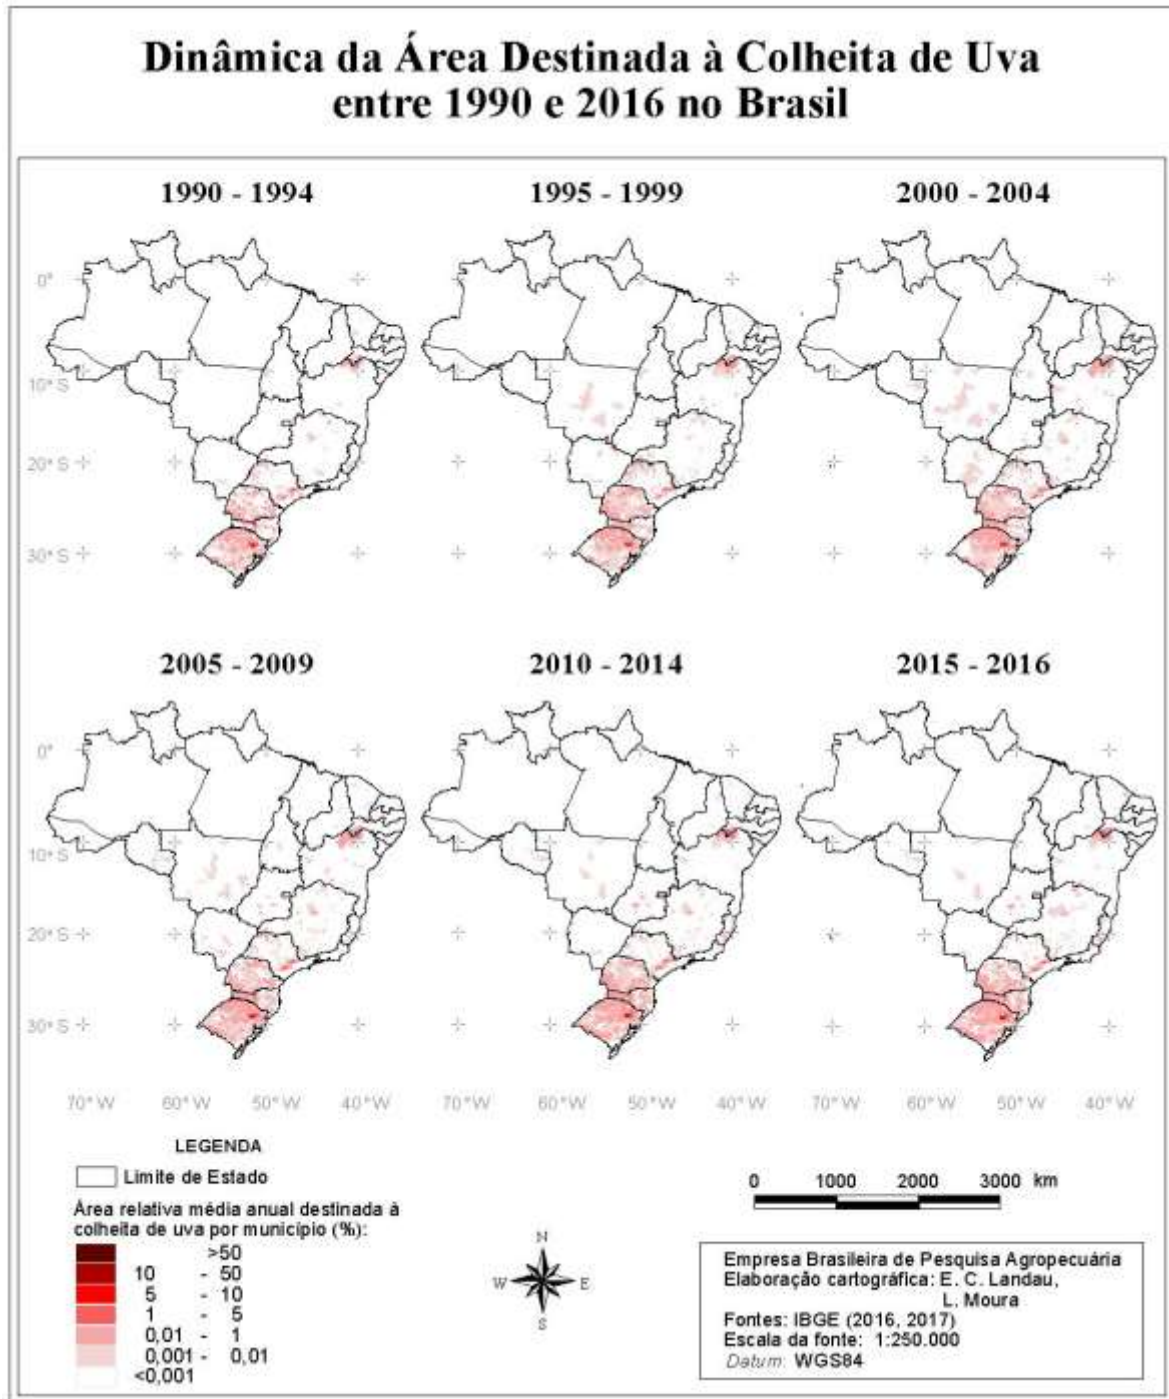 Dinâmica da Área Destinada à Colheita de Uva
entre 1990 e 2016 no Brasil
1990 - 1994
1995 - 1999
2000 - 2004
0°
10° S
20° S
30° S
2005 - 2009
2010 - 2014
2015 - 2016
0°
10° S
20° S
30° S
70° W 60° W 50° W 40° W 70° W 60° W 50° W 40° W 70° W 60° W 50° W 40° W
LEGENDA
Limite de Estado
Área relativa média anual destinada à
colheita de uva por município (%):
>50
10 - 50
5 - 10
1 - 5
0,01 - 1
0,001 - 0,01
<0,001
N
W E
S
0 1000 2000 3000 km
Empresa Brasileira de Pesquisa Agropecuária
Elaboração cartográfica: E. C. Landau,
L. Moura
Fontes: IBGE (2016, 2017)
Escala da fonte: 1:250.000
Datum: WGS84